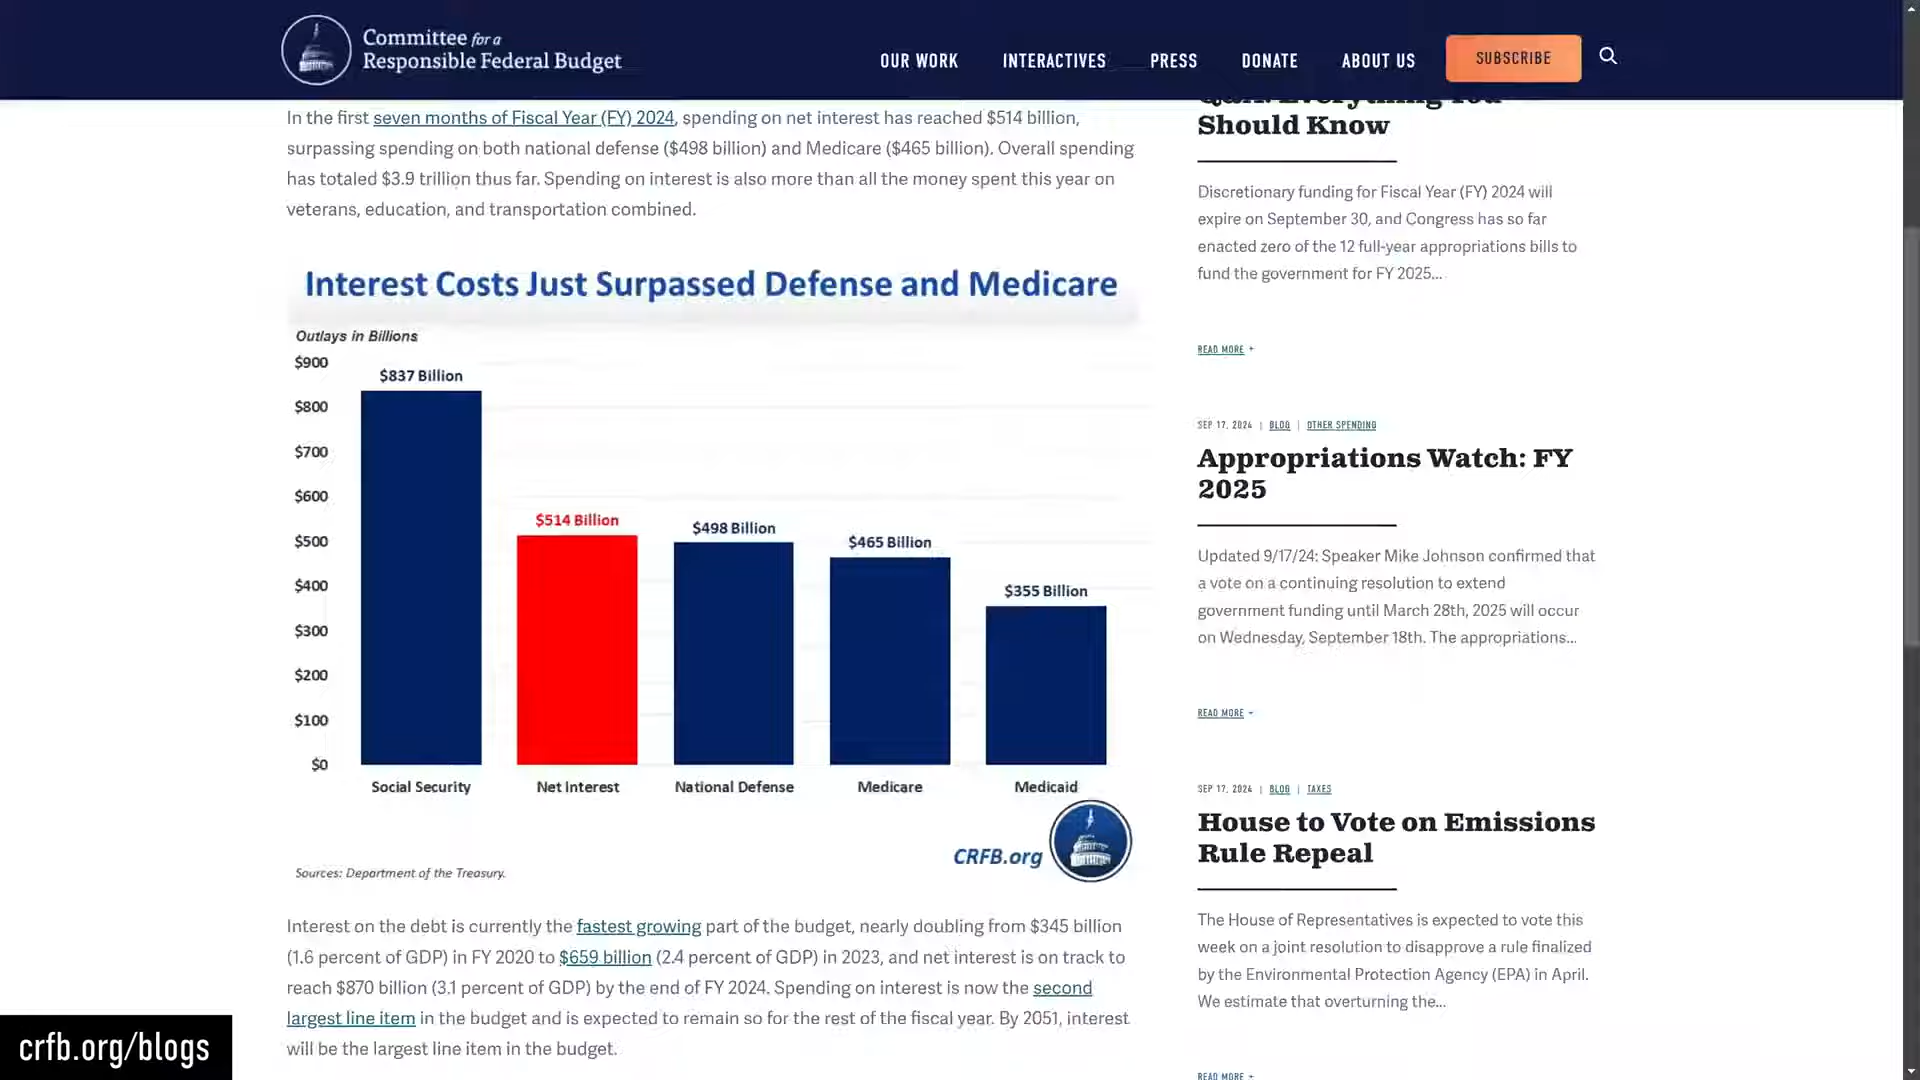 Committee for a
Responsible Federal Budget
OUR WORK
INTERACTIVES
PRESS
DONATE
ABOUT US
SUBSCRIBE
In the first seven months of Fiscal Year (FY) 2024, spending on net interest has reached $514 billion,
surpassing spending on both national defense ($498 billion) and Medicare ($465 billion). Overall spending
has totaled $3.9 trillion thus far. Spending on interest is also more than all the money spent this year on
veterans, education, and transportation combined.
Interest Costs Just Surpassed Defense and Medicare
Outlays in Billions
$900
$800
$700
$600
$500
$400
$300
$200
$100
$0
$837 Billion
$514 Billion
$498 Billion
$465 Billion
$355 Billion
Social Security
Net Interest
National Defense
Medicare
Medicaid
CRFB.org
Sources: Department of the Treasury.
Interest on the debt is currently the fastest growing part of the budget, nearly doubling from $345 billion
(1.6 percent of GDP) in FY 2020 to $659 billion (2.4 percent of GDP) in 2023, and net interest is on track to
reach $870 billion (3.1 percent of GDP) by the end of FY 2024. Spending on interest is now the second
largest line item in the budget and is expected to remain so for the rest of the fiscal year. By 2051, interest
will be the largest line item in the budget.
Q&A: Everything You
Should Know
Discretionary funding for Fiscal Year (FY) 2024 will
expire on September 30, and Congress has so far
enacted zero of the 12 full-year appropriations bills to
fund the government for FY 2025...
READ MORE +
SEP 17, 2024 | BLOG | OTHER SPENDING
Appropriations Watch: FY
2025
Updated 9/17/24: Speaker Mike Johnson confirmed that
a vote on a continuing resolution to extend
government funding until March 28th, 2025 will occur
on Wednesday, September 18th. The appropriations...
READ MORE +
SEP 17, 2024 | BLOG | TAXES
House to Vote on Emissions
Rule Repeal
The House of Representatives is expected to vote this
week on a joint resolution to disapprove a rule finalized
by the Environmental Protection Agency (EPA) in April.
We estimate that overturning the...
READ MORE +
crfb.org/blogs